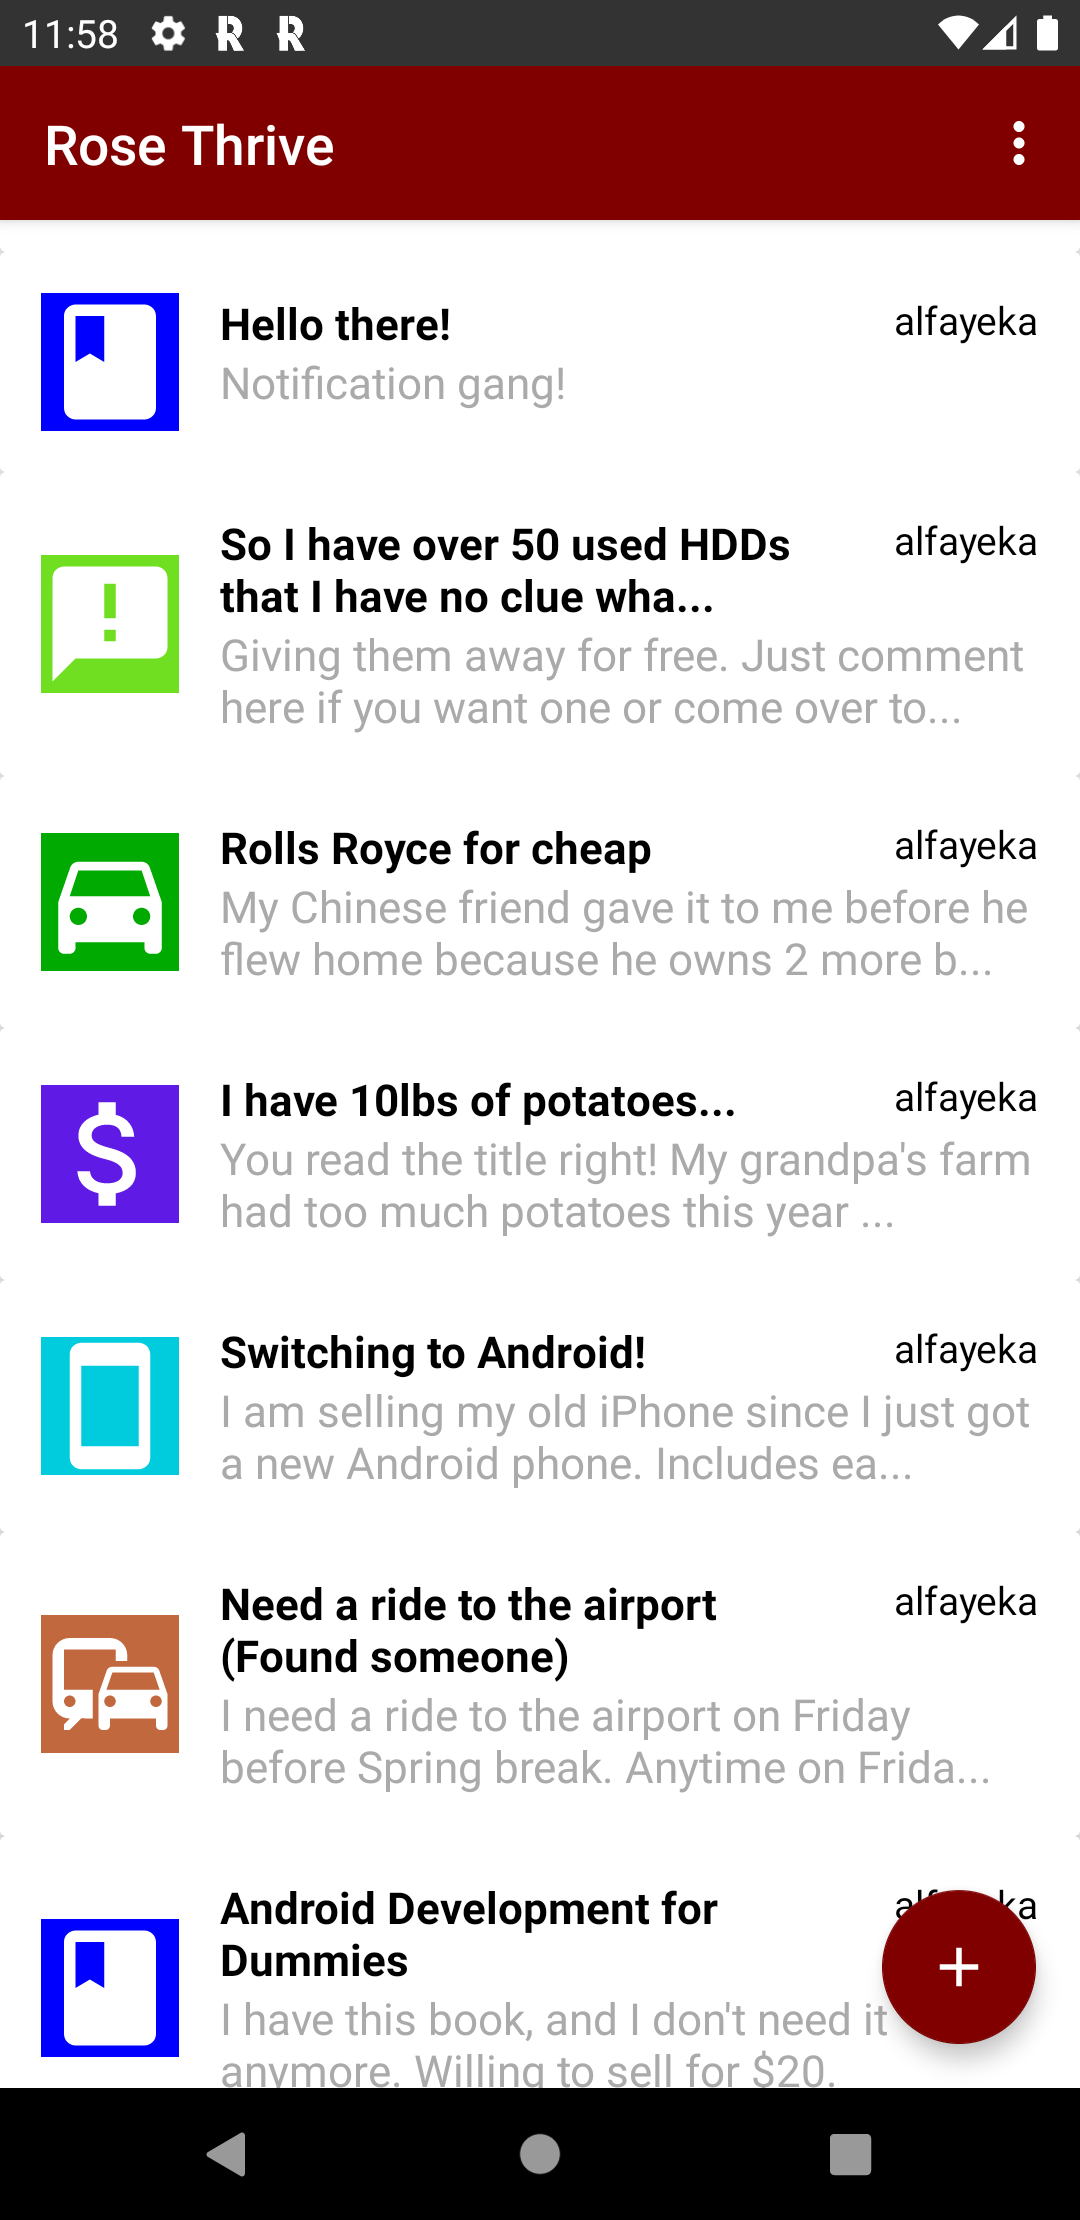 11:58
Rose Thrive
Hello there!
alfayeka
Notification gang!
So I have over 50 used HDDs
alfayeka
that I have no clue wha...
Giving them away for free. Just comment
here if you want one or come over to...
Rolls Royce for cheap
alfayeka
My Chinese friend gave it to me before he
flew home because he owns 2 more b...
I have 10lbs of potatoes...
alfayeka
You read the title right! My grandpa's farm
had too much potatoes this year ...
Switching to Android!
alfayeka
I am selling my old iPhone since I just got
a new Android phone. Includes ea...
Need a ride to the airport
alfayeka
(Found someone)
I need a ride to the airport on Friday
before Spring break. Anytime on Frida...
Android Development for
Dummies
I have this book, and I don't need it
anymore. Willing to sell for $20.